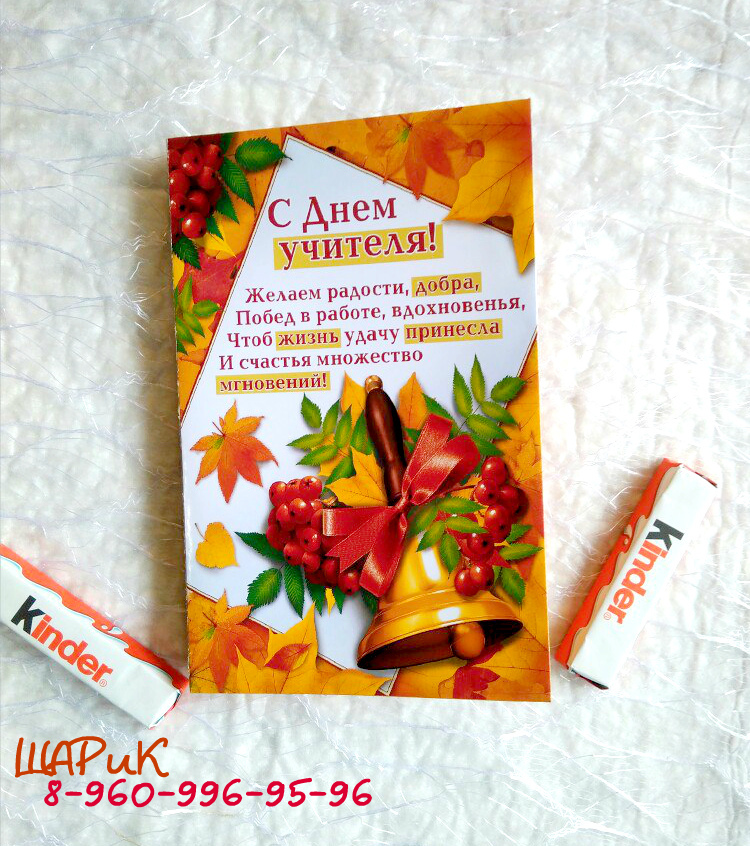 С Днем
учителя!
Желаем радости, добра,
Побед в работе, вдохновенья,
Чтоб жизнь удачу принесла
И счастья множество
мгновений!
Kinder®
Kinder
ШАРиК
8-960-996-95-96